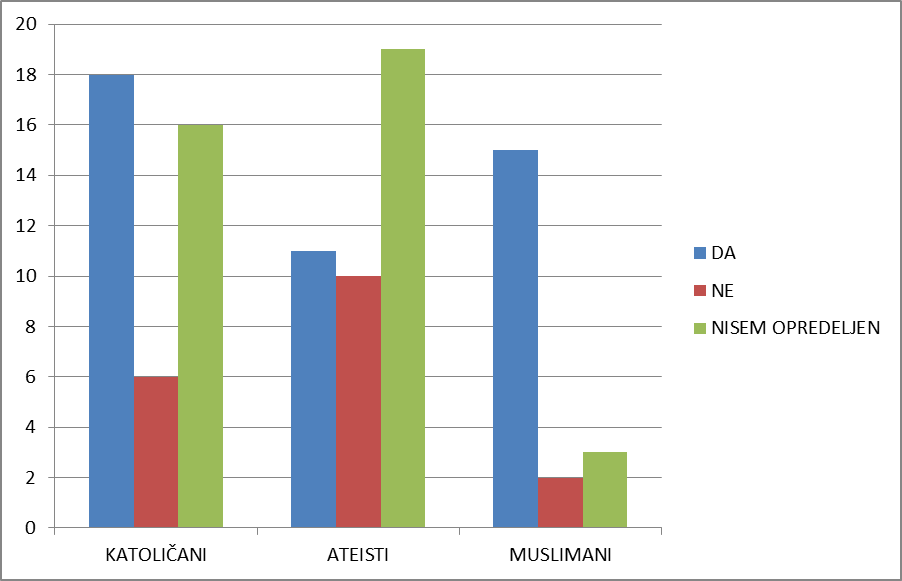 20
18
16
14
12
10
8
6
4
2
0
KATOLIČANI ATEISTI MUSLIMANI
DA
NE
NISEM OPREDELJEN